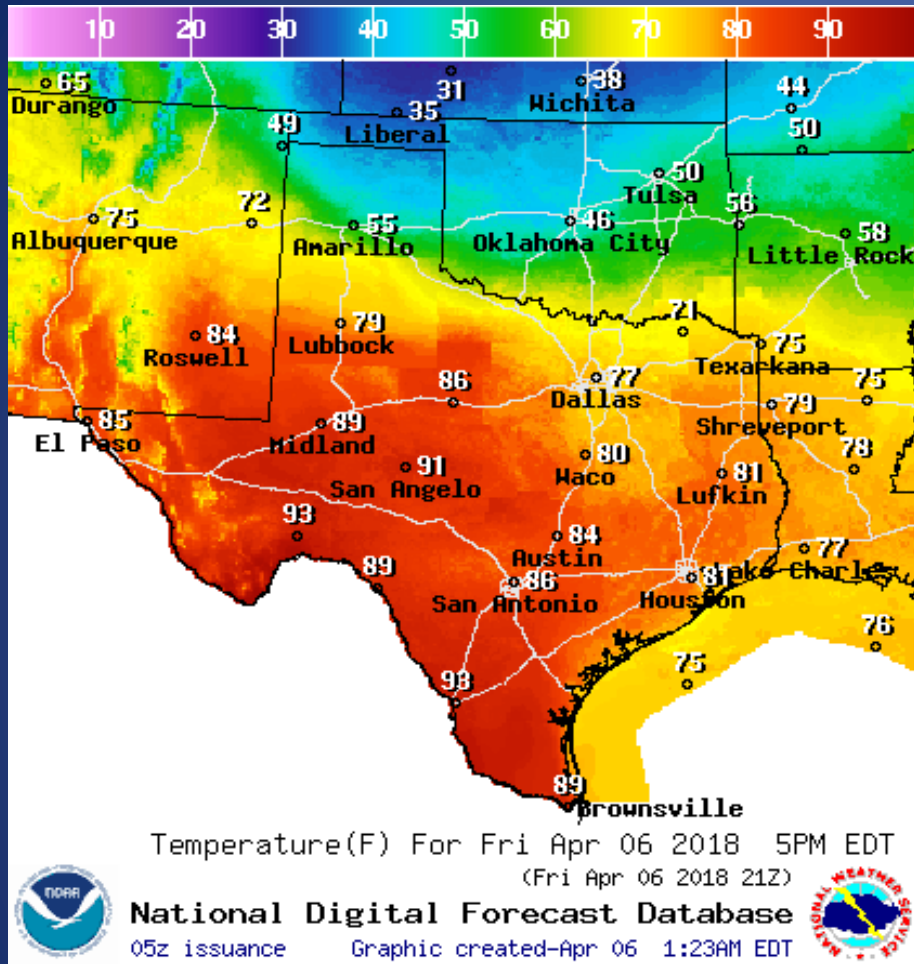 10 20 30 40 50 60 70 80 90
65
Durango
31
38
Wichita
35
Liberal
44
49
50
50
Tulsa
75
Albuquerque
72
55
Amarillo
46
Oklahoma City
56
58
Little Rock
84
Roswell
79
Lubbock
71
75
Texarkana
86
77
Dallas
75
79
Shreveport
85
El Paso
89
Midland
91
San Angelo
80
Waco
81
Lufkin
78
93
84
Austin
77
Lake Charles
89
86
San Antonio
81
Houston
76
75
93
89
Brownsville
Temperature(F) For Fri Apr 06 2018 5PM EDT
(Fri Apr 06 2018 21Z)
National Digital Forecast Database
05z issuance Graphic created-Apr 06 1:23AM EDT
NOAA
NATIONAL WEATHER SERVICE